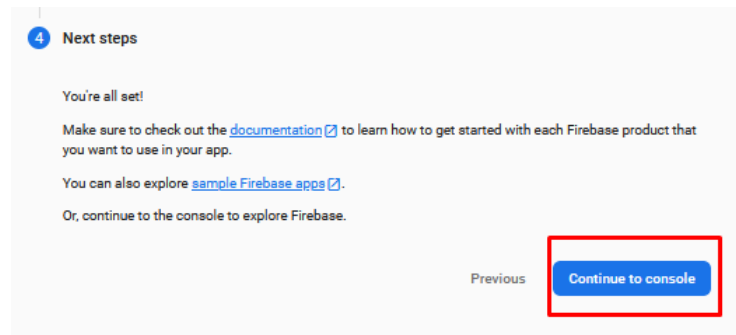 4 Next steps
You're all set!
Make sure to check out the documentation to learn how to get started with each Firebase product that
you want to use in your app.
You can also explore sample Firebase apps.
Or, continue to the console to explore Firebase.
Previous Continue to console